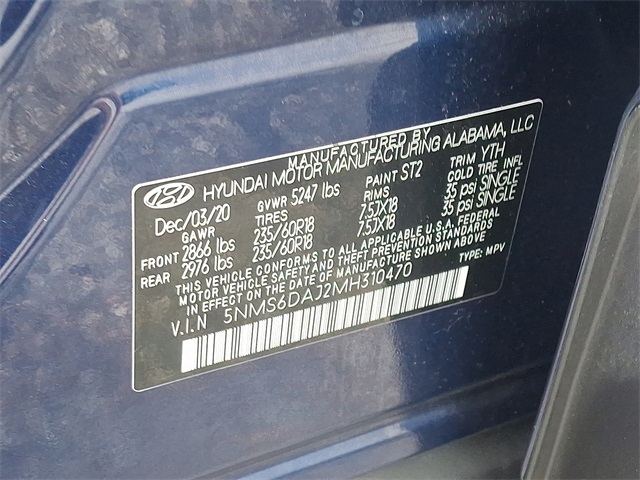 MANUFACTURED BY
HYUNDAI MOTOR MANUFACTURING ALABAMA, LLC
Dec/03/20 GVWR 5247 lbs PAINT ST2 TRIM YTH
GAWR TIRES RIMS COLD TIRE INFL
FRONT 2866 lbs 235/60R18 7.5JX18 35 psi SINGLE
REAR 2976 lbs 235/60R18 7.5JX18 35 psi SINGLE
THIS VEHICLE CONFORMS TO ALL APPLICABLE U.S.A. FEDERAL
MOTOR VEHICLE SAFETY AND THEFT PREVENTION STANDARDS
IN EFFECT ON THE DATE OF MANUFACTURE SHOWN ABOVE
V.I.N 5NMS6DAJ2MH310470 TYPE: MPV